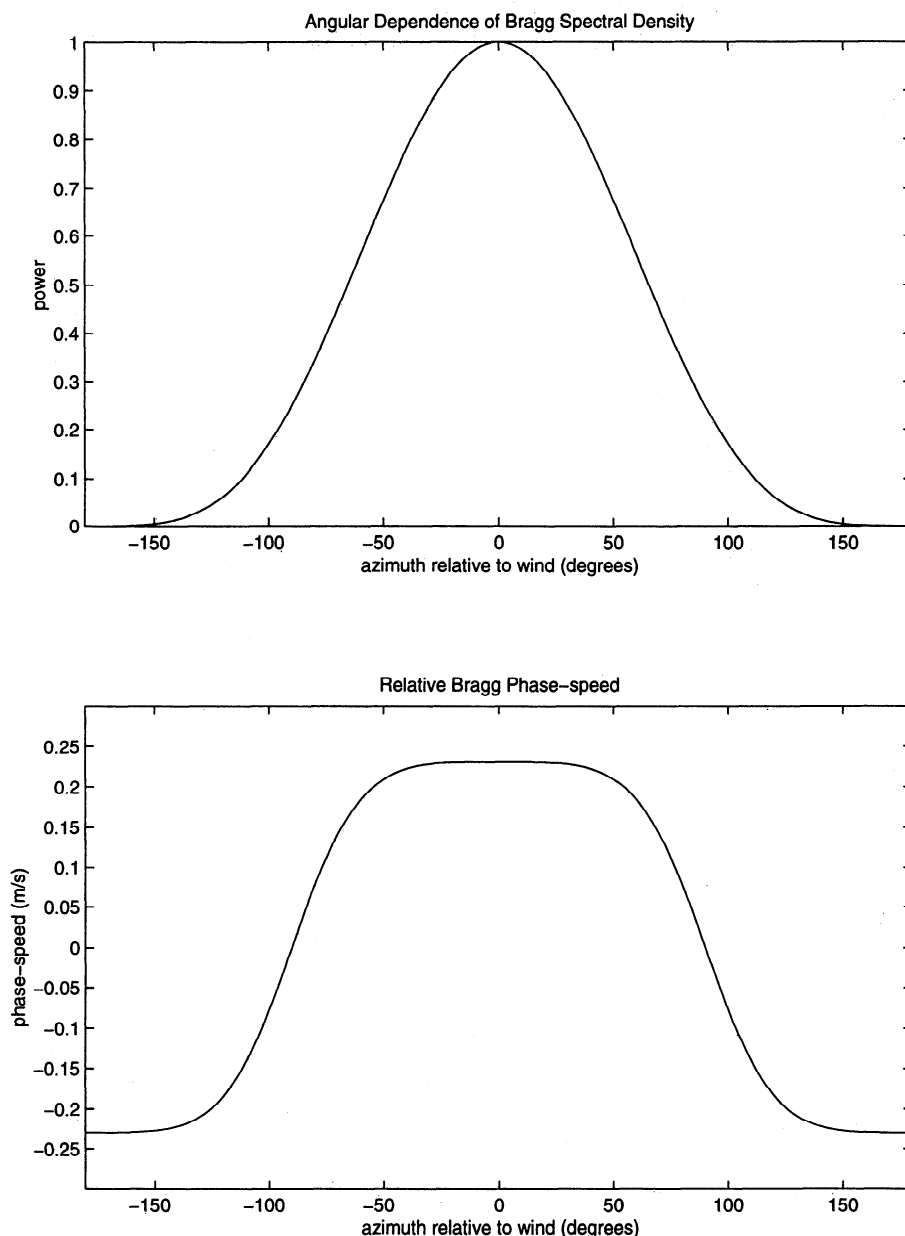 Angular Dependence of Bragg Spectral Density
1
0.9
0.8
0.7
0.6
0.5
0.4
0.3
0.2
0.1
0
power
−150 −100 −50 0 50 100 150
azimuth relative to wind (degrees)
Relative Bragg Phase−speed
0.25
0.2
0.15
0.1
0.05
0
−0.05
−0.1
−0.15
−0.2
−0.25
phase−speed (m/s)
−150 −100 −50 0 50 100 150
azimuth relative to wind (degrees)